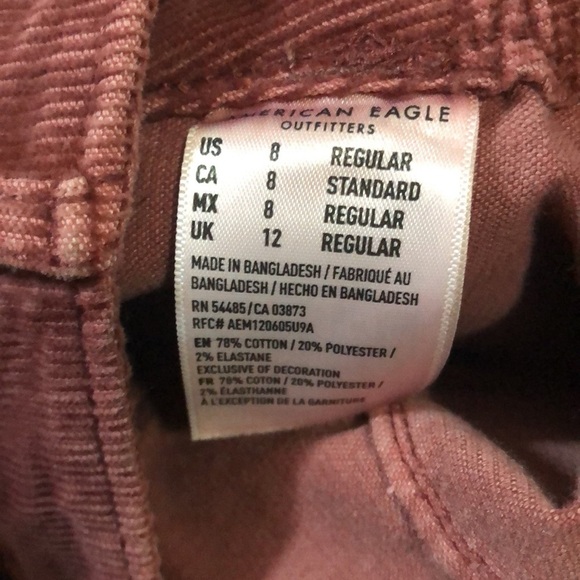 AMERICAN EAGLE
OUTFITTERS
US 8 REGULAR
CA 8 STANDARD
MX 8 REGULAR
UK 12 REGULAR
MADE IN BANGLADESH / FABRIQUÉ AU
BANGLADESH / HECHO EN BANGLADESH
RN 54485/CA 03873
RFC# AEM120605U9A
EN 78% COTTON / 20% POLYESTER /
2% ELASTANE
EXCLUSIVE OF DECORATION
FR 78% COTON / 20% POLYESTER /
2% ÉLASTHANNE
À L'EXCEPTION DE LA GARNITURE